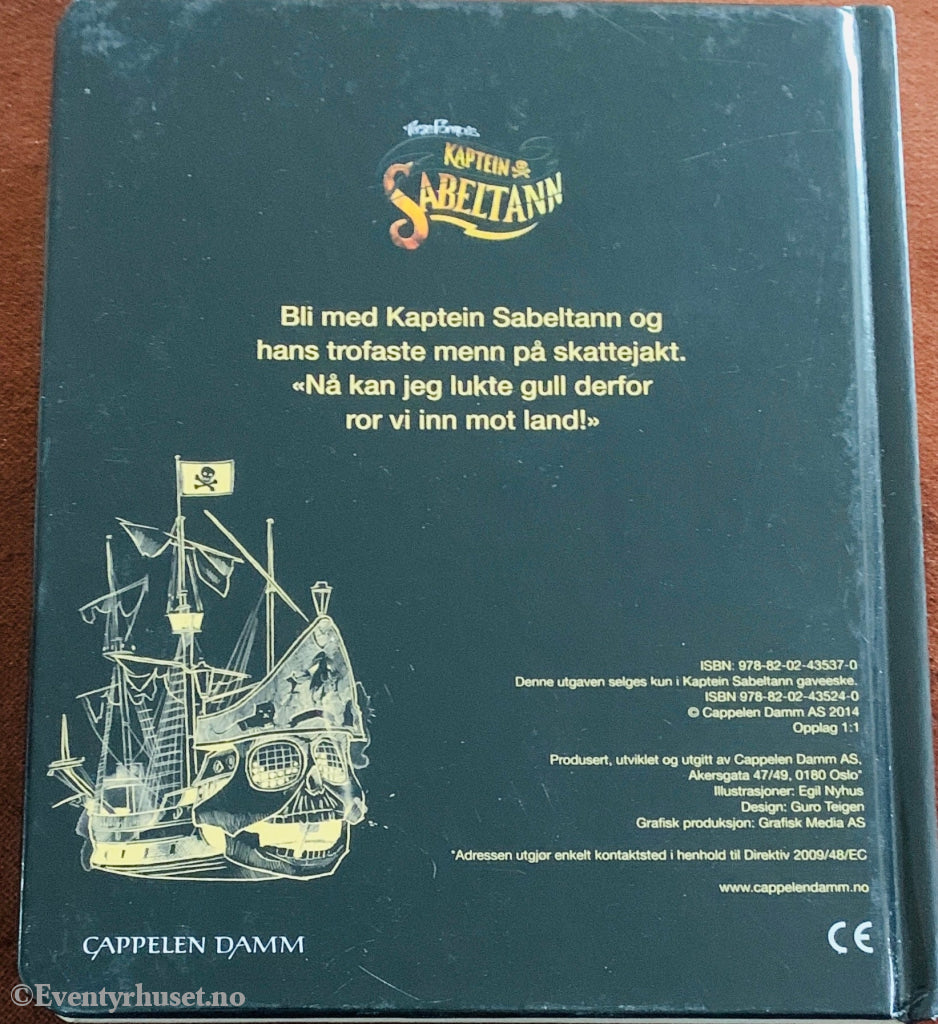 Terje Formoes
KAPTEIN
SABELTANN
Bli med Kaptein Sabeltann og
hans trofaste menn på skattejakt.
«Nå kan jeg lukte gull derfor
ror vi inn mot land!»
ISBN: 978-82-02-43537-0
Denne utgaven selges kun i Kaptein Sabeltann gaveeske.
ISBN 978-82-02-43524-0
© Cappelen Damm AS 2014
Opplag 1:1
Produsert, utviklet og utgitt av Cappelen Damm AS,
Akersgata 47/49, 0180 Oslo*
Illustrasjoner: Egil Nyhus
Design: Guro Teigen
Grafisk produksjon: Grafisk Media AS
*Adressen utgjør enkelt kontaktsted i henhold til Direktiv 2009/48/EC
www.cappelendamm.no
CAPPELEN DAMM
CE
©Eventyrhuset.no